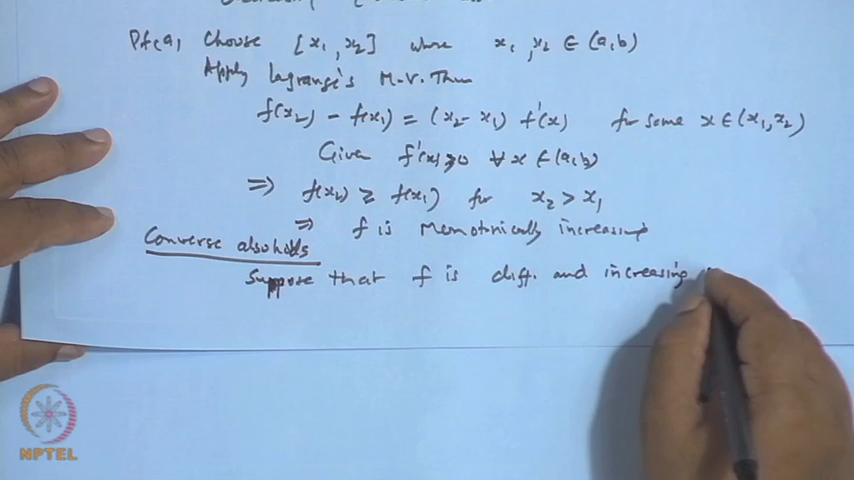 Pf(a) Choose [x1, x2] where x1, x2 ∈ (a,b)
Apply Lagrange's M.V. Thm
f(x2) - f(x1) = (x2 - x1) f'(x) for some x ∈ (x1, x2)
Given f'(x) ≥ 0 ∀ x ∈ (a,b)
⇒ f(x2) ≥ f(x1) for x2 > x1
⇒ f is Monotonically increasing
Converse also holds
Suppose that f is diff. and increasing
NPTEL